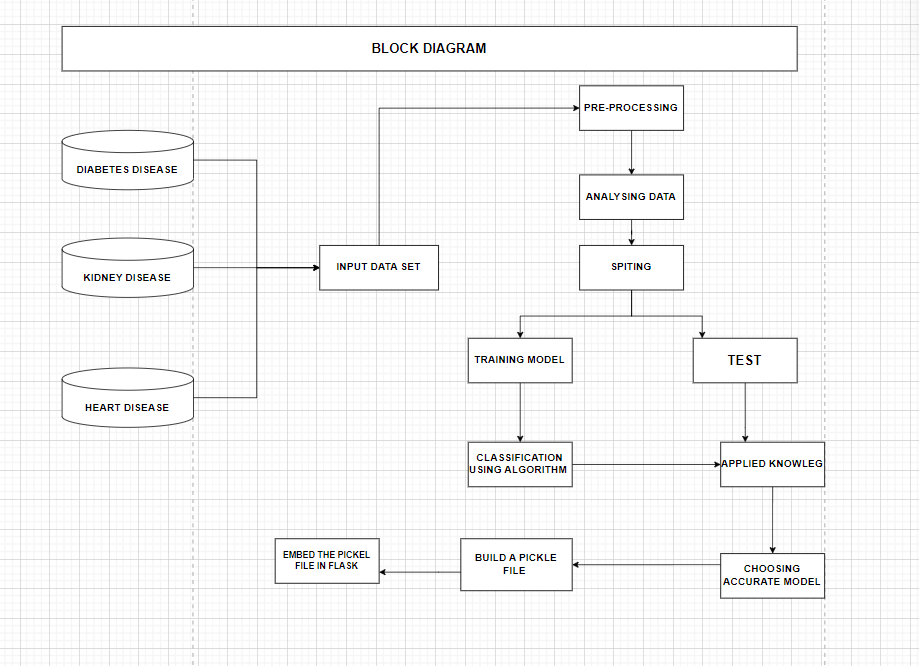 BLOCK DIAGRAM
PRE-PROCESSING
DIABETES DISEASE
ANALYSING DATA
KIDNEY DISEASE
INPUT DATA SET
SPITING
TRAINING MODEL
TEST
HEART DISEASE
CLASSIFICATION
USING ALGORITHM
APPLIED KNOWLEG
EMBED THE PICKEL
FILE IN FLASK
BUILD A PICKLE
FILE
CHOOSING
ACCURATE MODEL